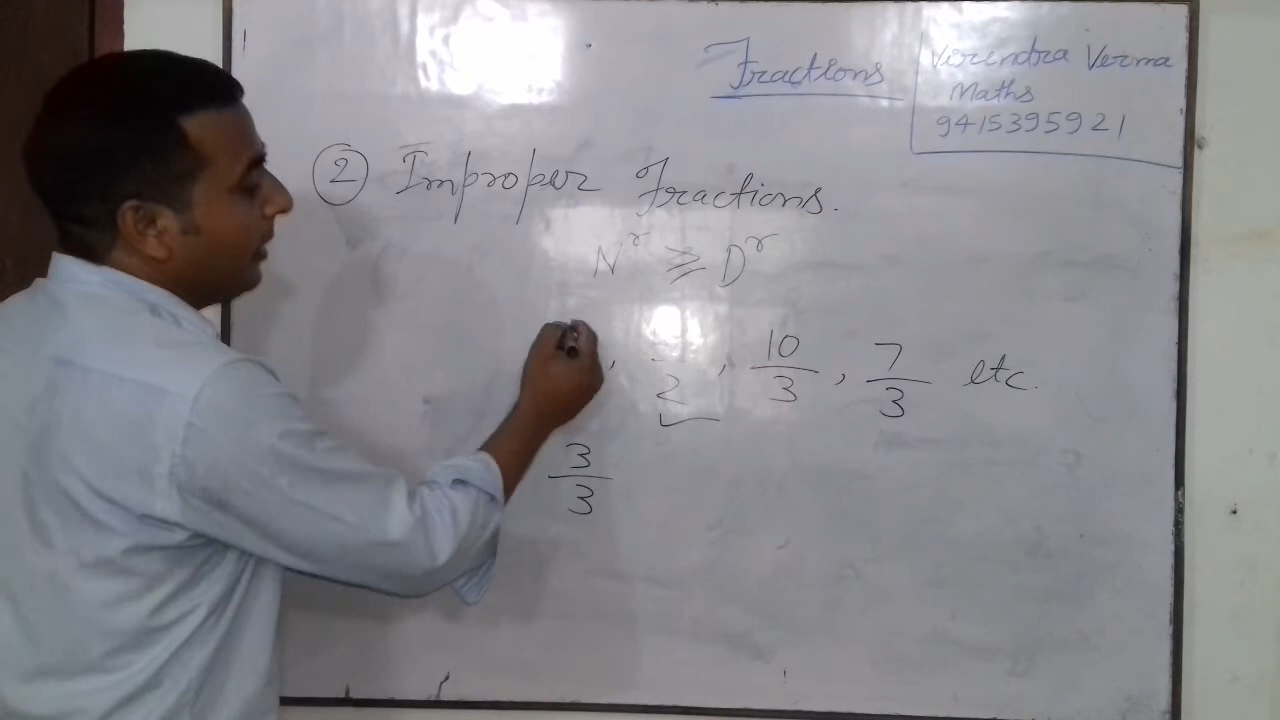 Fractions
Virendra Verma
Maths
9415395921
② Improper Fractions.
Nʳ ⩾ Dʳ
, /2, 10/3, 7/3 etc.
3/3